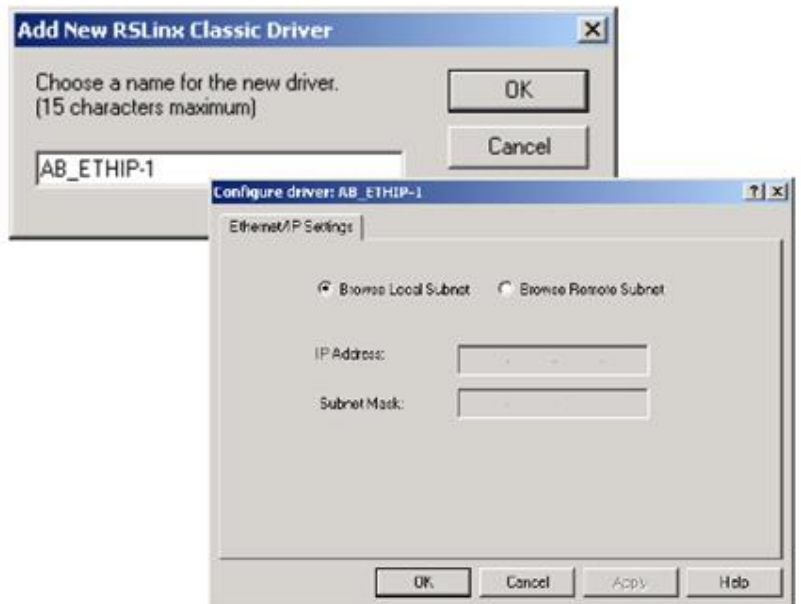 Add New RSLinx Classic Driver
Choose a name for the new driver.
(15 characters maximum)
OK
Cancel
AB_ETHIP-1
Configure driver: AB_ETHIP-1
EtherNet/IP Settings
Browse Local Subnet
Browse Remote Subnet
IP Address:
Subnet Mask:
OK
Cancel
Apply
Help